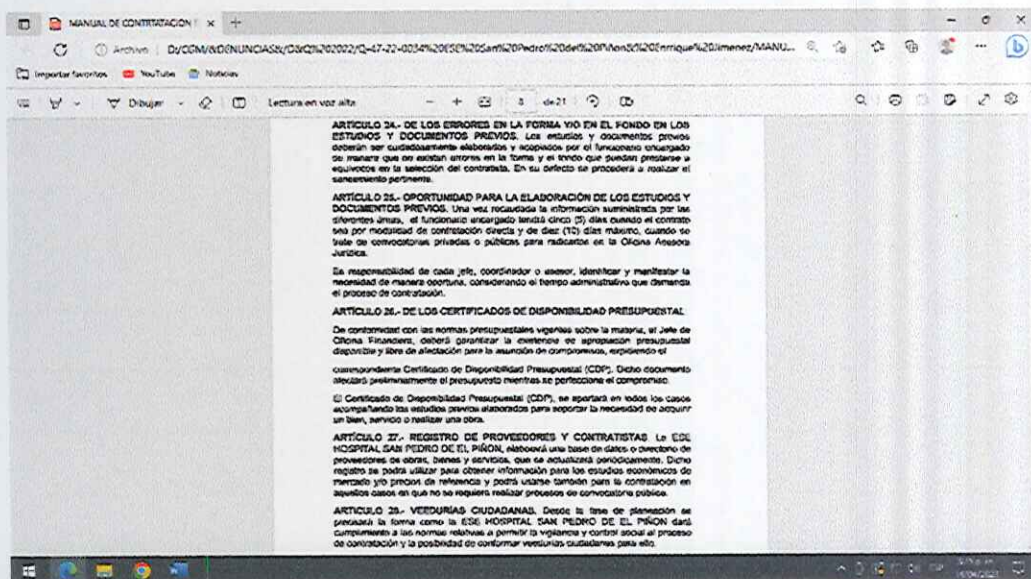 MANUAL DE CONTRTATACION
Archivo
Importar favoritos YouTube Noticias
Dibujar Lectura en voz alta 8 de 21
ARTÍCULO 24.- DE LOS ERRORES EN LA FORMA Y/O EN EL FONDO EN LOS
ESTUDIOS Y DOCUMENTOS PREVIOS. Los estudios y documentos previos
deberán ser cuidadosamente elaborados y acopiados por el funcionario encargado
de manera que no existan errores en la forma y el fondo que puedan prestarse a
equívocos en la selección del contratista. En su defecto se procederá a realizar el
saneamiento pertinente.
ARTÍCULO 25.- OPORTUNIDAD PARA LA ELABORACIÓN DE LOS ESTUDIOS Y
DOCUMENTOS PREVIOS. Una vez recaudada la información suministrada por las
diferentes áreas, el funcionario encargado tendrá cinco (5) días cuando el contrato
sea por modalidad de contratación directa y de diez (10) días máximo, cuando se
trate de convocatorias privadas o públicas para radicarlos en la Oficina Asesora
Jurídica.
Es responsabilidad de cada jefe, coordinador o asesor, identificar y manifestar la
necesidad de manera oportuna, considerando el tiempo administrativo que demanda
el proceso de contratación.
ARTÍCULO 26.- DE LOS CERTIFICADOS DE DISPONIBILIDAD PRESUPUESTAL
De conformidad con las normas presupuestales vigentes sobre la materia, el Jefe de
Oficina Financiera, deberá garantizar la existencia de apropiación presupuestal
disponible y libre de afectación para la asunción de compromisos, expidiendo el
correspondiente Certificado de Disponibilidad Presupuestal (CDP). Dicho documento
afectará preliminarmente el presupuesto mientras se perfecciona el compromiso.
El Certificado de Disponibilidad Presupuestal (CDP), se aportará en todos los casos
acompañando los estudios previos elaborados para soportar la necesidad de adquirir
un bien, servicio o realizar una obra.
ARTÍCULO 27.- REGISTRO DE PROVEEDORES Y CONTRATISTAS. La ESE
HOSPITAL SAN PEDRO DE EL PIÑON, elaborará una base de datos o directorio de
proveedores de obras, bienes y servicios, que se actualizará periódicamente. Dicho
registro se podrá utilizar para obtener información para los estudios económicos de
mercado y/o precios de referencia y podrá usarse también para la contratación en
aquellos casos en que no se requiera realizar procesos de convocatoria pública.
ARTÍCULO 28.- VEEDURÍAS CIUDADANAS. Desde la fase de planeación se
precisará la forma como la ESE HOSPITAL SAN PEDRO DE EL PIÑON dará
cumplimiento a las normas relativas a permitir la vigilancia y control social al proceso
de contratación y la posibilidad de conformar veedurías ciudadanas para ello.